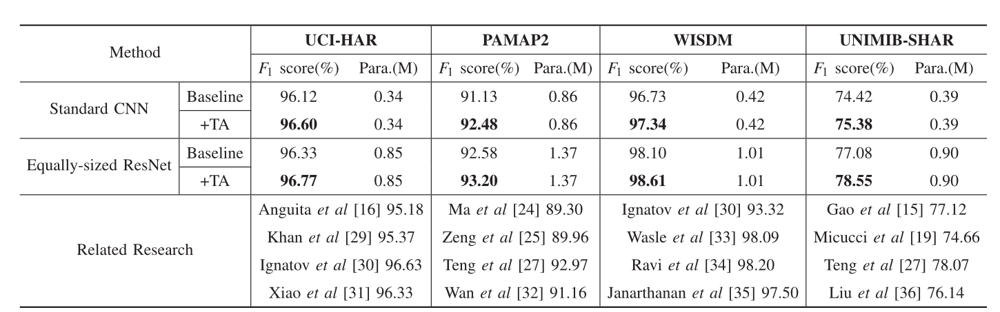 Method UCI-HAR PAMAP2 WISDM UNIMIB-SHAR
F1 score(%) Para.(M) F1 score(%) Para.(M) F1 score(%) Para.(M) F1 score(%) Para.(M)
Standard CNN Baseline 96.12 0.34 91.13 0.86 96.73 0.42 74.42 0.39
+TA 96.60 0.34 92.48 0.86 97.34 0.42 75.38 0.39
Equally-sized ResNet Baseline 96.33 0.85 92.58 1.37 98.10 1.01 77.08 0.90
+TA 96.77 0.85 93.20 1.37 98.61 1.01 78.55 0.90
Related Research Anguita et al [16] 95.18 Ma et al [24] 89.30 Ignatov et al [30] 93.32 Gao et al [15] 77.12
Khan et al [29] 95.37 Zeng et al [25] 89.96 Wasle et al [33] 98.09 Micucci et al [19] 74.66
Ignatov et al [30] 96.63 Teng et al [27] 92.97 Ravi et al [34] 98.20 Teng et al [27] 78.07
Xiao et al [31] 96.33 Wan et al [32] 91.16 Janarthanan et al [35] 97.50 Liu et al [36] 76.14